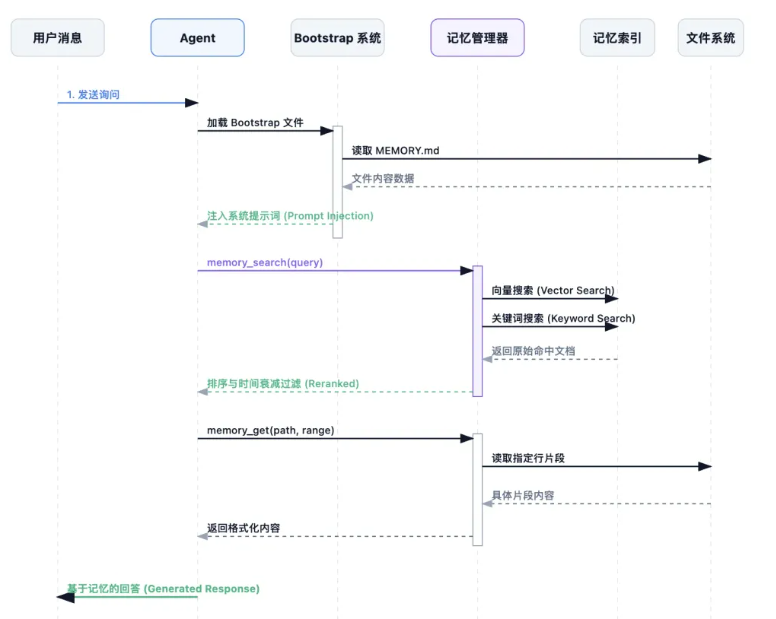 用户消息
Agent
Bootstrap 系统
记忆管理器
记忆索引
文件系统
1. 发送询问
加载 Bootstrap 文件
读取 MEMORY.md
文件内容数据
注入系统提示词 (Prompt Injection)
memory_search(query)
向量搜索 (Vector Search)
关键词搜索 (Keyword Search)
返回原始命中文档
排序与时间衰减过滤 (Reranked)
memory_get(path, range)
读取指定行片段
具体片段内容
返回格式化内容
基于记忆的回答 (Generated Response)